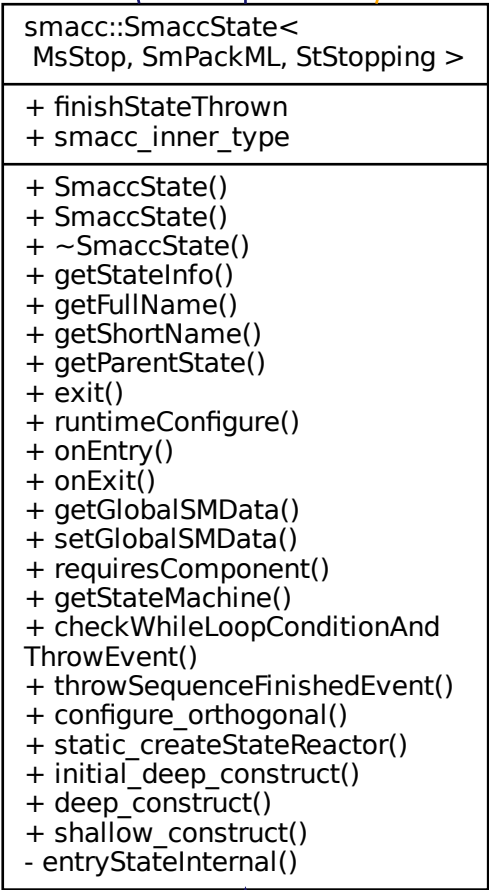 smacc::SmaccState<
MsStop, SmPackML, StStopping >
+ finishStateThrown
+ smacc_inner_type
+ SmaccState()
+ SmaccState()
+ ~SmaccState()
+ getStateInfo()
+ getFullName()
+ getShortName()
+ getParentState()
+ exit()
+ runtimeConfigure()
+ onEntry()
+ onExit()
+ getGlobalSMData()
+ setGlobalSMData()
+ requiresComponent()
+ getStateMachine()
+ checkWhileLoopConditionAnd
ThrowEvent()
+ throwSequenceFinishedEvent()
+ configure_orthogonal()
+ static_createStateReactor()
+ initial_deep_construct()
+ deep_construct()
+ shallow_construct()
- entryStateInternal()